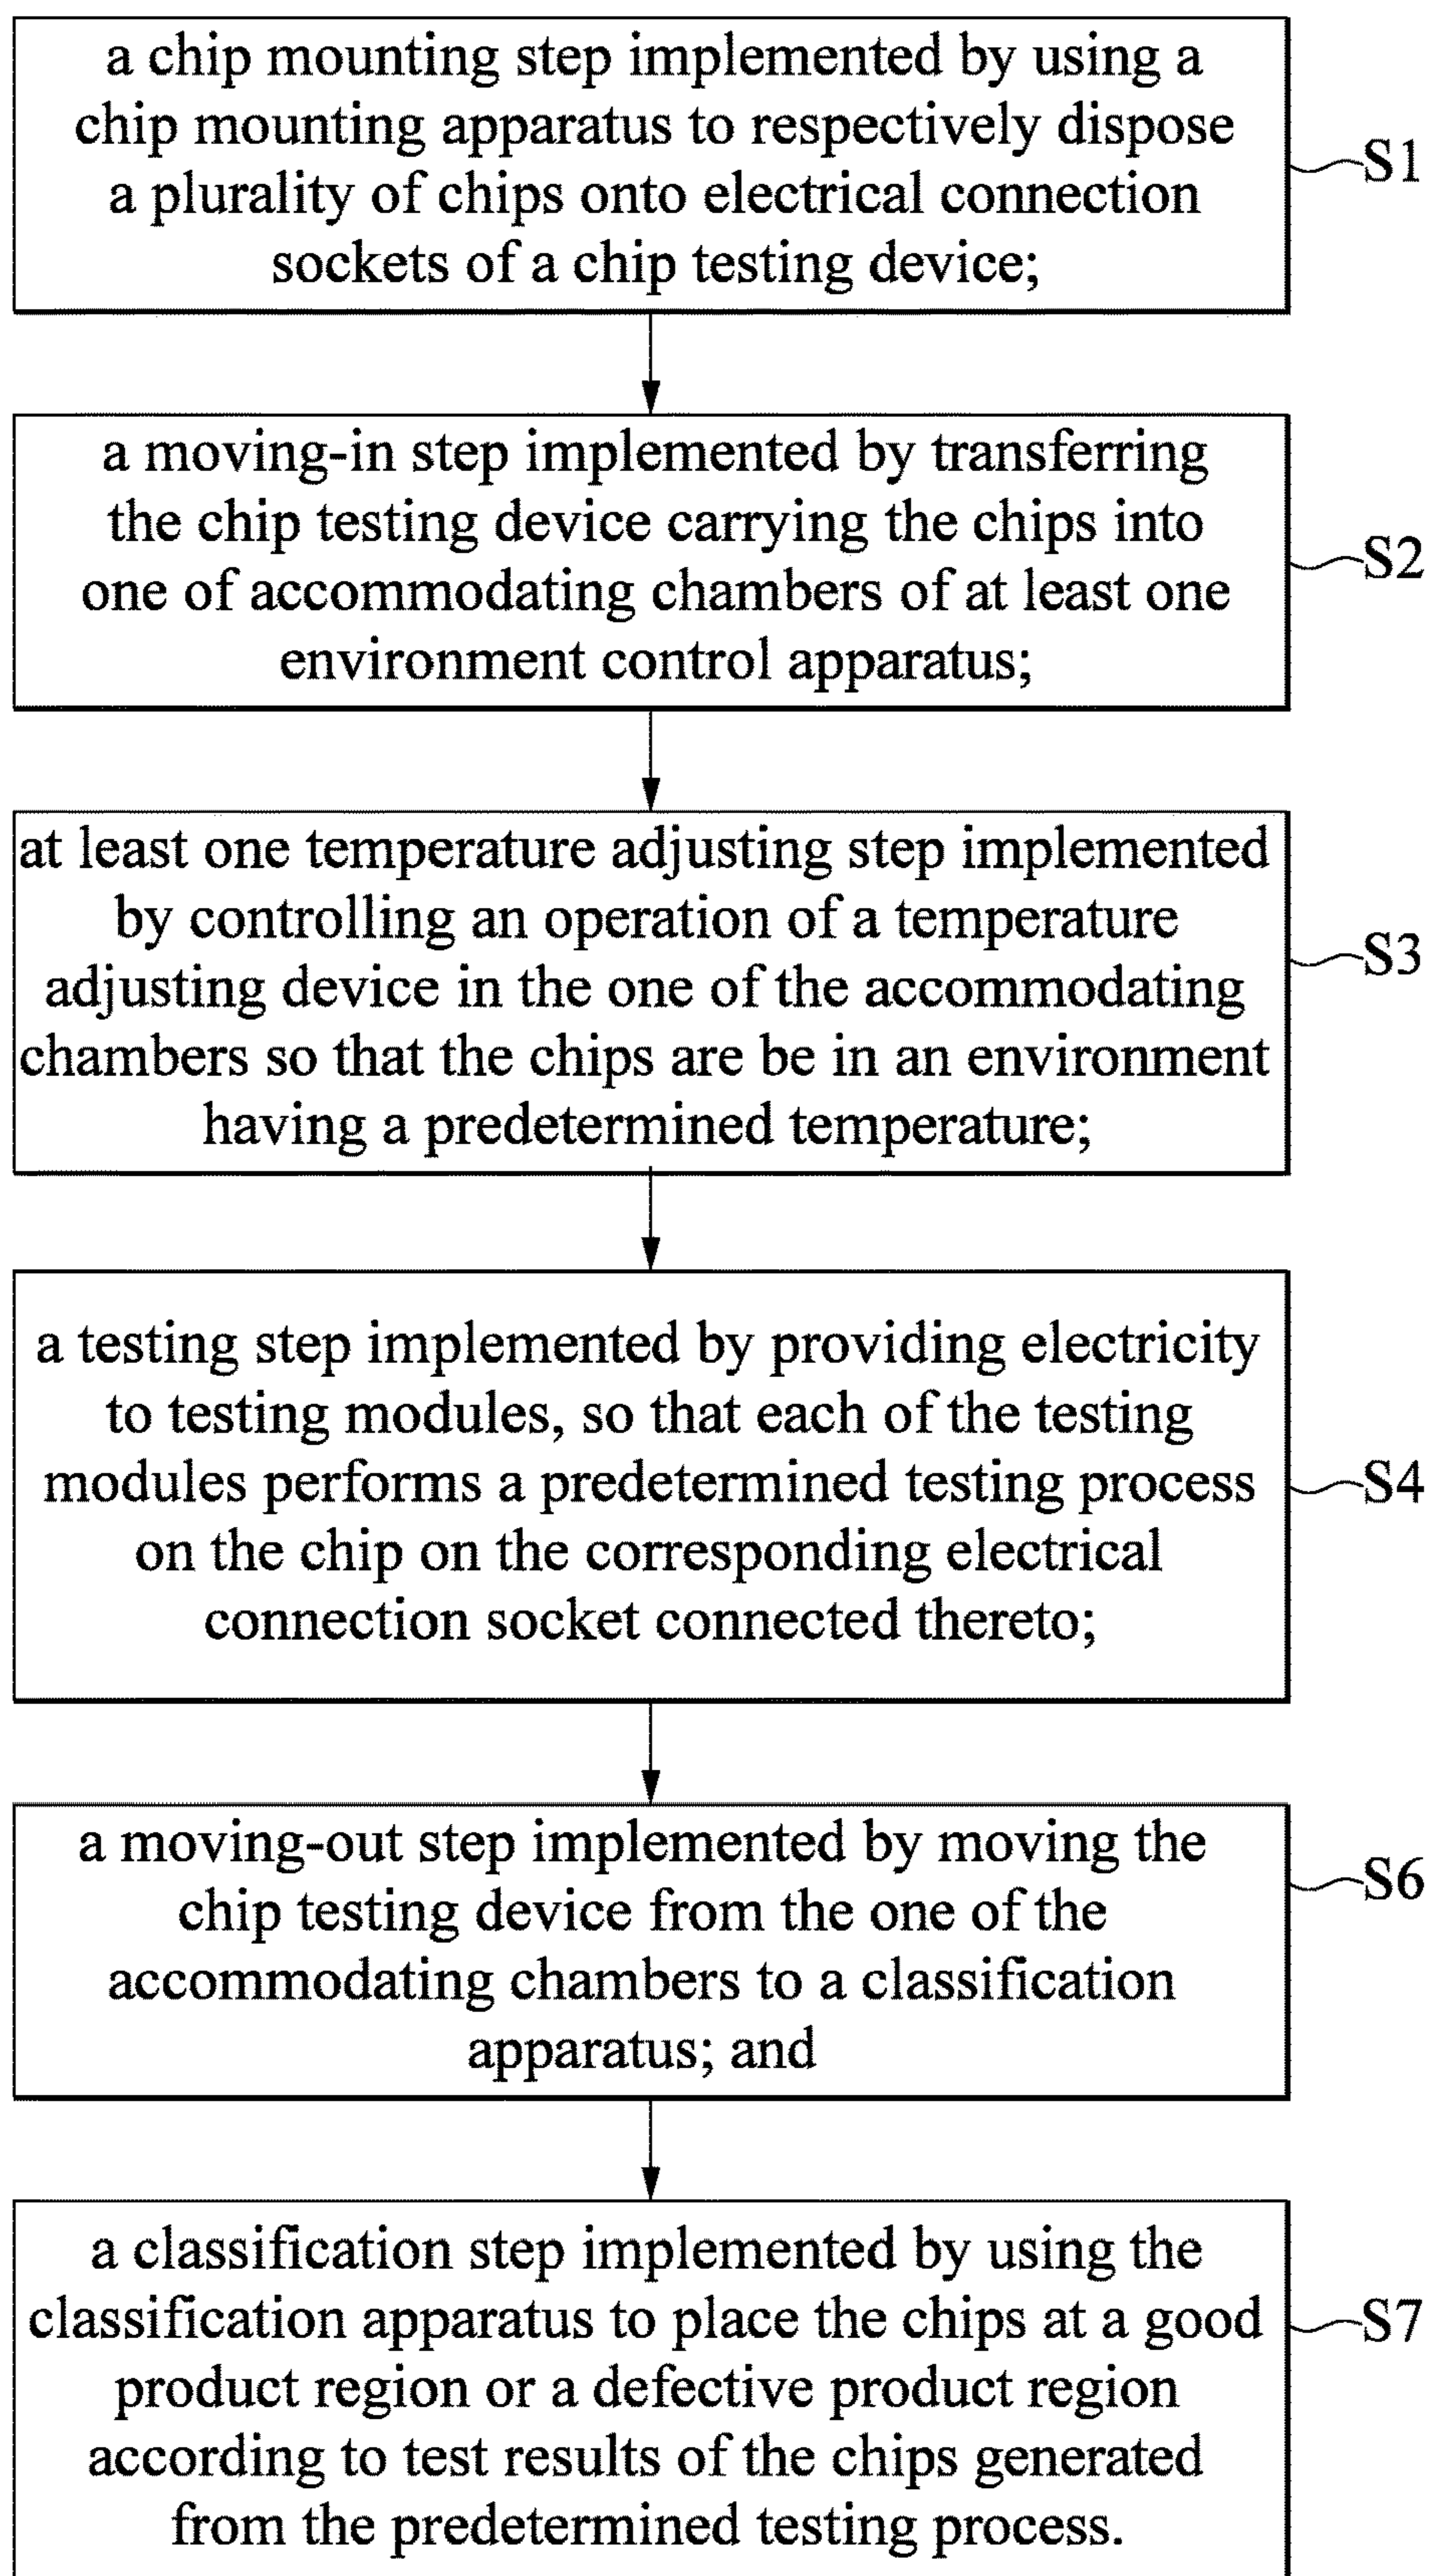 a chip mounting step implemented by using a
chip mounting apparatus to respectively dispose
a plurality of chips onto electrical connection
sockets of a chip testing device;
S1
a moving-in step implemented by transferring
the chip testing device carrying the chips into
one of accommodating chambers of at least one
environment control apparatus;
S2
at least one temperature adjusting step implemented
by controlling an operation of a temperature
adjusting device in the one of the accommodating
chambers so that the chips are be in an environment
having a predetermined temperature;
S3
a testing step implemented by providing electricity
to testing modules, so that each of the testing
modules performs a predetermined testing process
on the chip on the corresponding electrical
connection socket connected thereto;
S4
a moving-out step implemented by moving the
chip testing device from the one of the
accommodating chambers to a classification
apparatus; and
S6
a classification step implemented by using the
classification apparatus to place the chips at a good
product region or a defective product region
according to test results of the chips generated
from the predetermined testing process.
S7